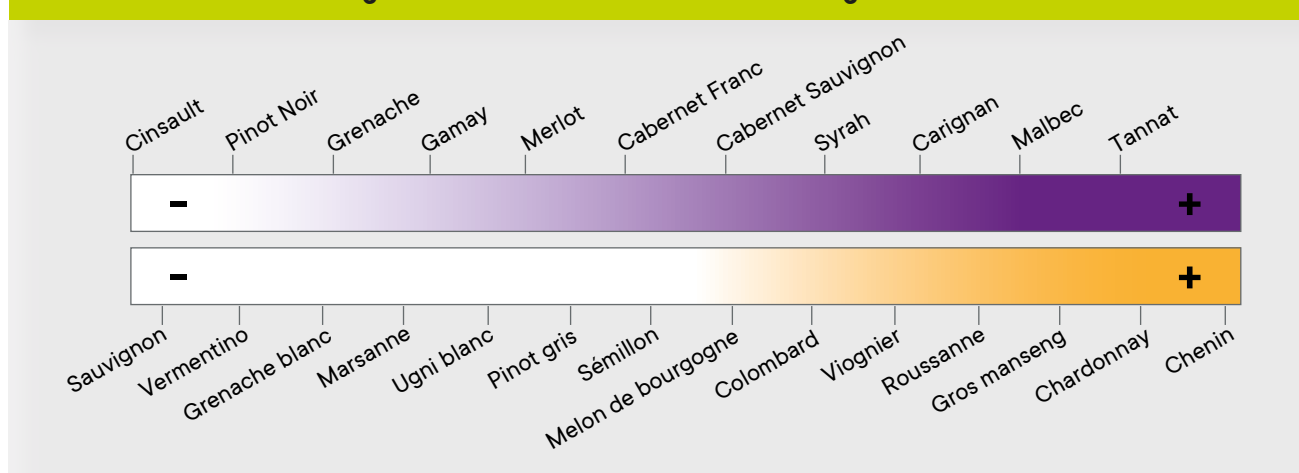 Cinsault
Pinot Noir
Grenache
Gamay
Merlot
Cabernet Franc
Cabernet Sauvignon
Syrah
Carignan
Malbec
Tannat
- +
- +
Sauvignon
Vermentino
Grenache blanc
Marsanne
Ugni blanc
Pinot gris
Sémillon
Melon de bourgogne
Colombard
Viognier
Roussanne
Gros manseng
Chardonnay
Chenin